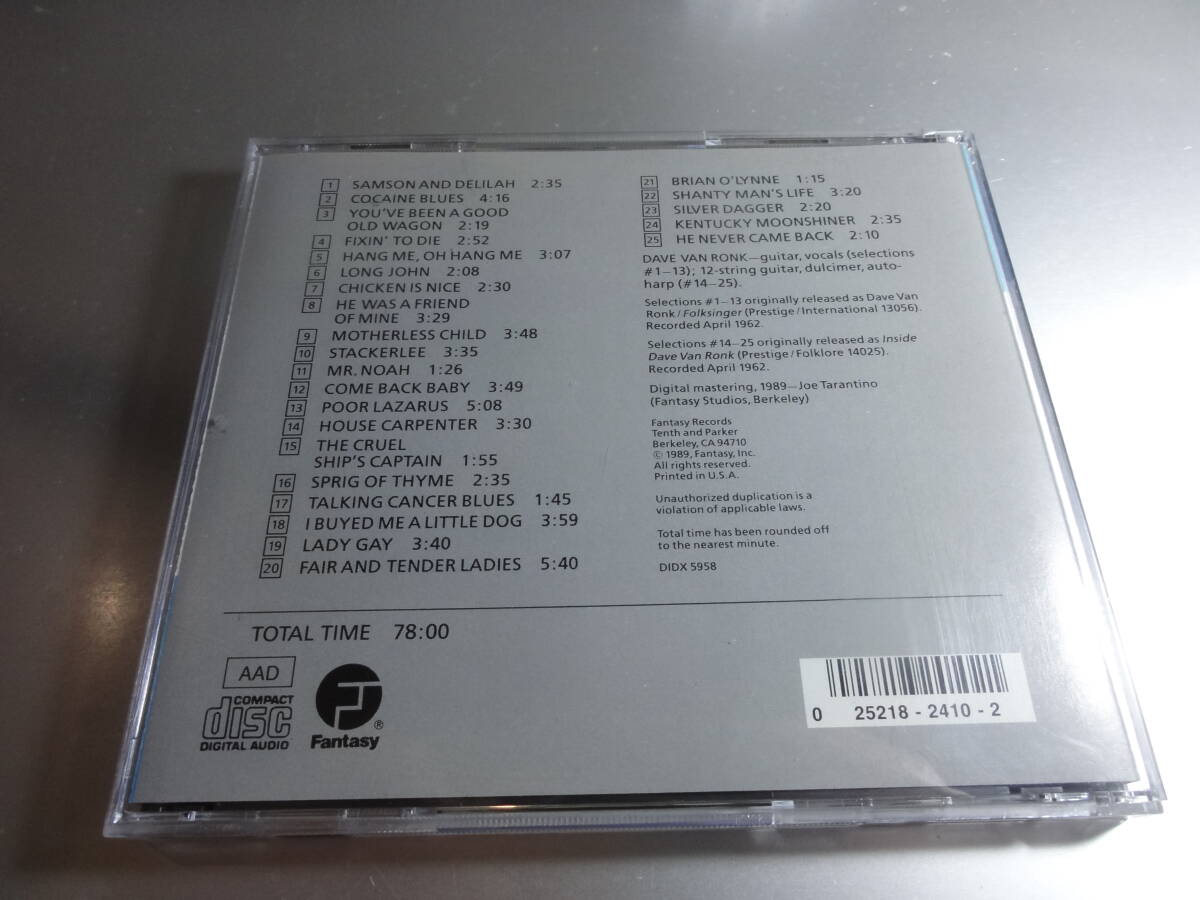 1 SAMSON AND DELILAH 2:35
2 COCAINE BLUES 4:16
3 YOU'VE BEEN A GOOD
OLD WAGON 2:19
4 FIXIN' TO DIE 2:52
5 HANG ME, OH HANG ME 3:07
6 LONG JOHN 2:08
7 CHICKEN IS NICE 2:30
8 HE WAS A FRIEND
OF MINE 3:29
9 MOTHERLESS CHILD 3:48
10 STACKERLEE 3:35
11 MR. NOAH 1:26
12 COME BACK BABY 3:49
13 POOR LAZARUS 5:08
14 HOUSE CARPENTER 3:30
15 THE CRUEL
SHIP'S CAPTAIN 1:55
16 SPRIG OF THYME 2:35
17 TALKING CANCER BLUES 1:45
18 I BUYED ME A LITTLE DOG 3:59
19 LADY GAY 3:40
20 FAIR AND TENDER LADIES 5:40
21 BRIAN O'LYNNE 1:15
22 SHANTY MAN'S LIFE 3:20
23 SILVER DAGGER 2:20
24 KENTUCKY MOONSHINER 2:35
25 HE NEVER CAME BACK 2:10
DAVE VAN RONK—guitar, vocals (selections
#1–13); 12-string guitar, dulcimer, auto-
harp (#14–25).
Selections #1–13 originally released as Dave Van
Ronk/Folksinger (Prestige/International 13056).
Recorded April 1962.
Selections #14–25 originally released as Inside
Dave Van Ronk (Prestige/Folklore 14025).
Recorded April 1962.
Digital mastering, 1989—Joe Tarantino
(Fantasy Studios, Berkeley)
Fantasy Records
Tenth and Parker
Berkeley, CA 94710
© 1989, Fantasy, Inc.
All rights reserved.
Printed in U.S.A.
Unauthorized duplication is a
violation of applicable laws.
Total time has been rounded off
to the nearest minute.
DIDX 5958
TOTAL TIME 78:00
AAD
COMPACT
disc
DIGITAL AUDIO
Fantasy®
0 25218-2410-2